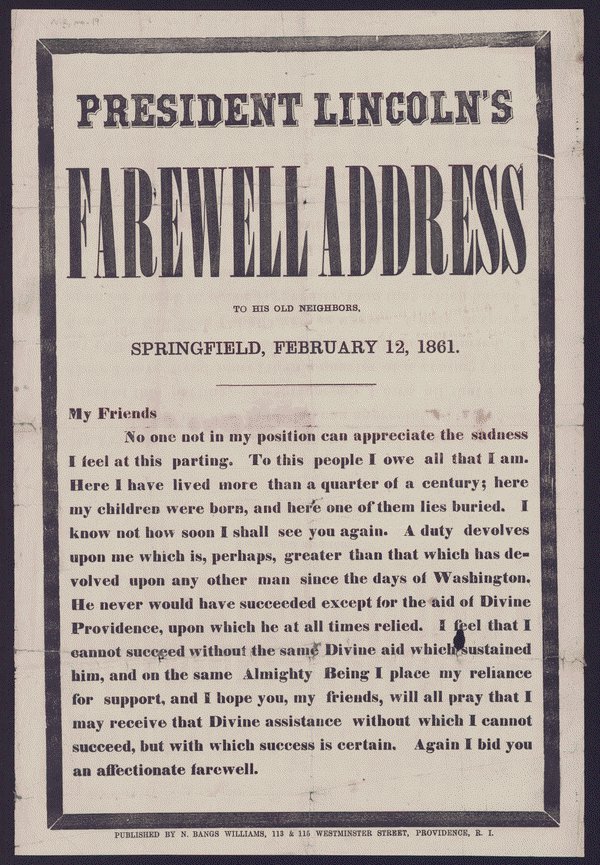 PRESIDENT LINCOLN'S
FAREWELL ADDRESS
TO HIS OLD NEIGHBORS,
SPRINGFIELD, FEBRUARY 12, 1861.
My Friends
No one not in my position can appreciate the sadness
I feel at this parting. To this people I owe all that I am.
Here I have lived more than a quarter of a century; here
my children were born, and here one of them lies buried. I
know not how soon I shall see you again. A duty devolves
upon me which is, perhaps, greater than that which has de-
volved upon any other man since the days of Washington.
He never would have succeeded except for the aid of Divine
Providence, upon which he at all times relied. I feel that I
cannot succeed without the same Divine aid which sustained
him, and on the same Almighty Being I place my reliance
for support, and I hope you, my friends, will all pray that I
may receive that Divine assistance without which I cannot
succeed, but with which success is certain. Again I bid you
an affectionate farewell.
PUBLISHED BY N. BANGS WILLIAMS, 113 & 115 WESTMINSTER STREET, PROVIDENCE, R. I.